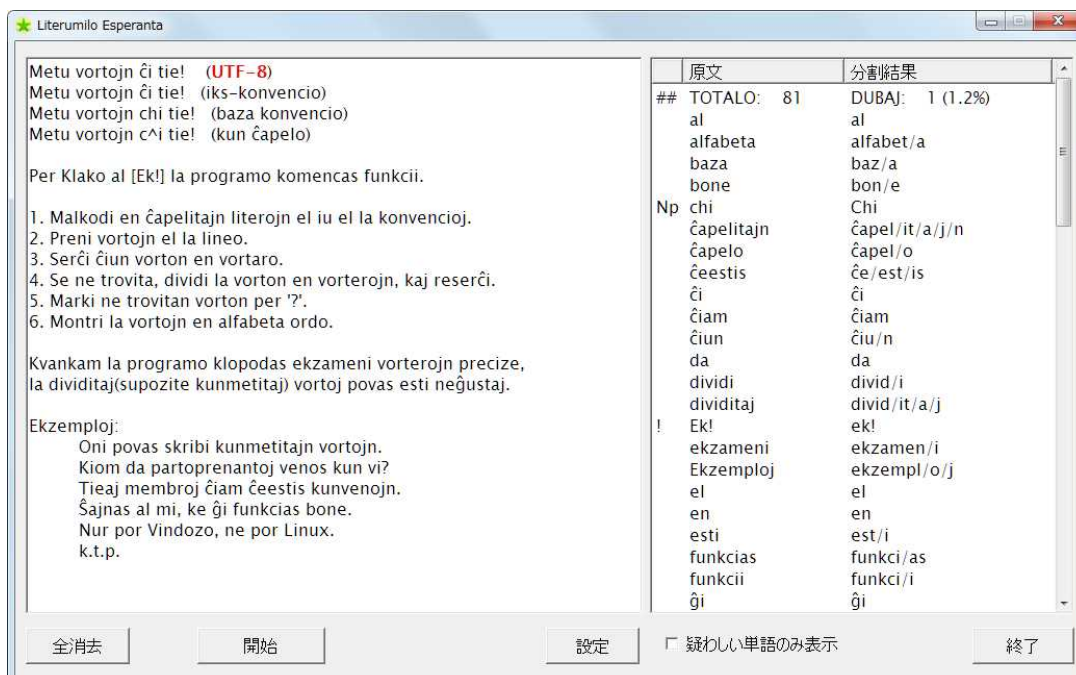 Literumilo Esperanta
Metu vortojn ĉi tie! (UTF-8)
Metu vortojn ĉi tie! (iks-konvencio)
Metu vortojn chi tie! (baza konvencio)
Metu vortojn c^i tie! (kun ĉapelo)
Per Klako al [Ek!] la programo komencas funkcii.
1. Malkodi en ĉapelitajn literojn el iu el la konvencioj.
2. Preni vortojn el la lineo.
3. Serĉi ĉiun vorton en vortaro.
4. Se ne trovita, dividi la vorton en vorterojn, kaj reserĉi.
5. Marki ne trovitan vorton per '?'.
6. Montri la vortojn en alfabeta ordo.
Kvankam la programo klopodas ekzameni vorterojn precize,
la dividitaj(supozite kunmetitaj) vortoj povas esti neĝustaj.
Ekzemploj:
Oni povas skribi kunmetitajn vortojn.
Kiom da partoprenantoj venos kun vi?
Tieaj membroj ĉiam ĉeestis kunvenojn.
Ŝajnas al mi, ke ĝi funkcias bone.
Nur por Vindozo, ne por Linux.
k.t.p.
原文 分割結果
## TOTALO: 81 DUBAJ: 1 (1.2%)
al al
alfabeta alfabet/a
baza baz/a
bone bon/e
Np chi Chi
ĉapelitajn ĉapel/it/a/j/n
ĉapelo ĉapel/o
ĉeestis ĉe/est/is
ĉi ĉi
ĉiam ĉiam
ĉiun ĉiu/n
da da
dividi divid/i
dividitaj divid/it/a/j
! Ek! ek!
ekzameni ekzamen/i
Ekzemploj ekzempl/o/j
el el
en en
esti est/i
funkcias funkci/as
funkcii funkci/i
ĝi ĝi
全消去 開始 設定 疑わしい単語のみ表示 終了